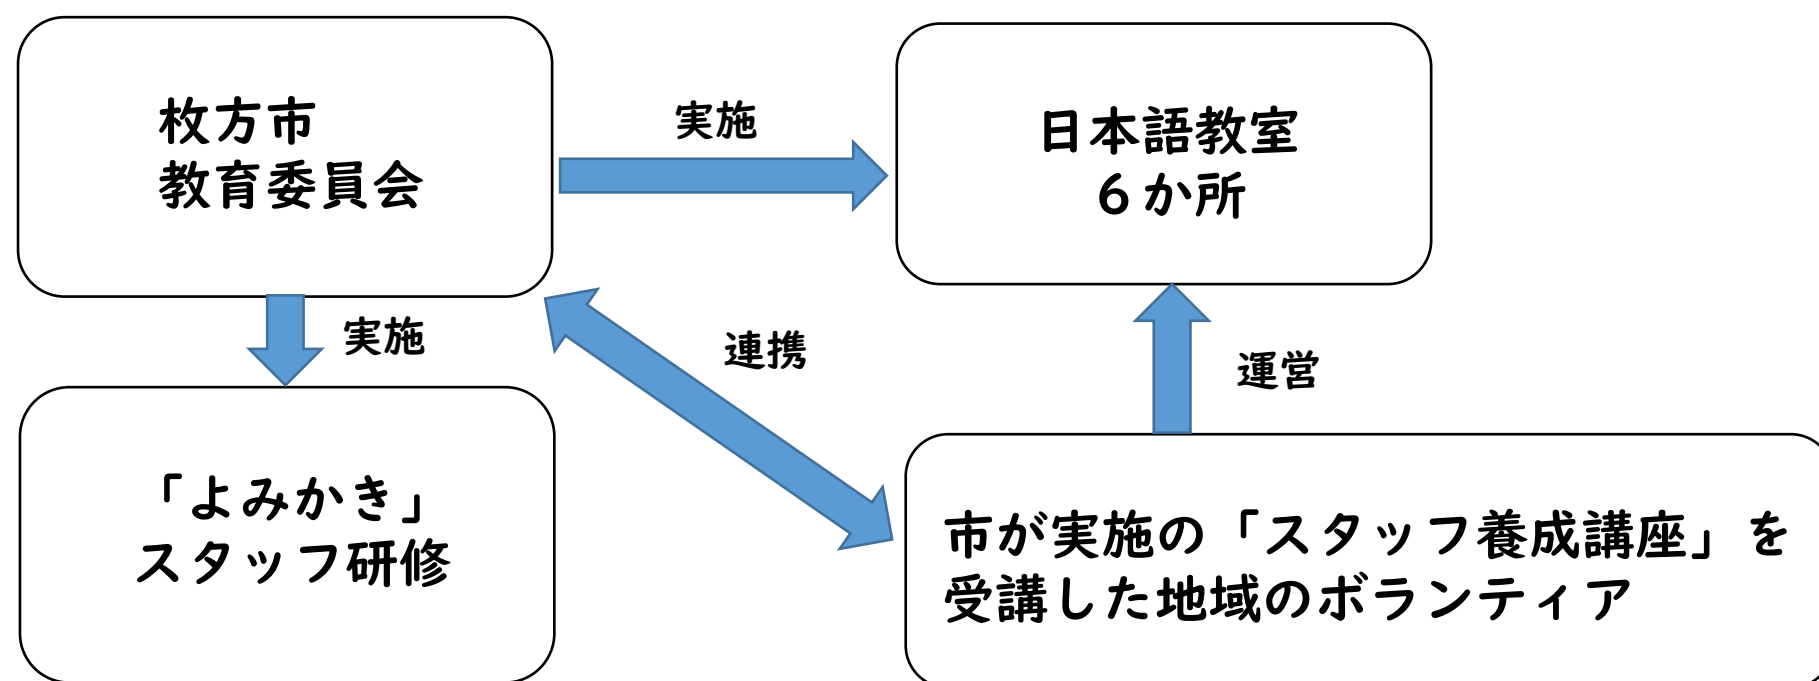 枚方市
教育委員会
実施
日本語教室
６か所
実施
連携
運営
「よみかき」
スタッフ研修
市が実施の「スタッフ養成講座」を
受講した地域のボランティア